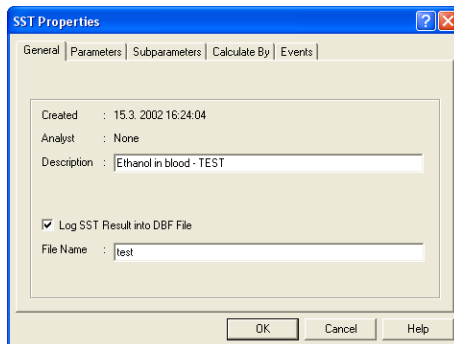 SST Properties
General Parameters Subparameters Calculate By Events
Created : 15.3. 2002 16:24:04
Analyst : None
Description : Ethanol in blood - TEST
Log SST Result into DBF File
File Name : test
OK Cancel Help